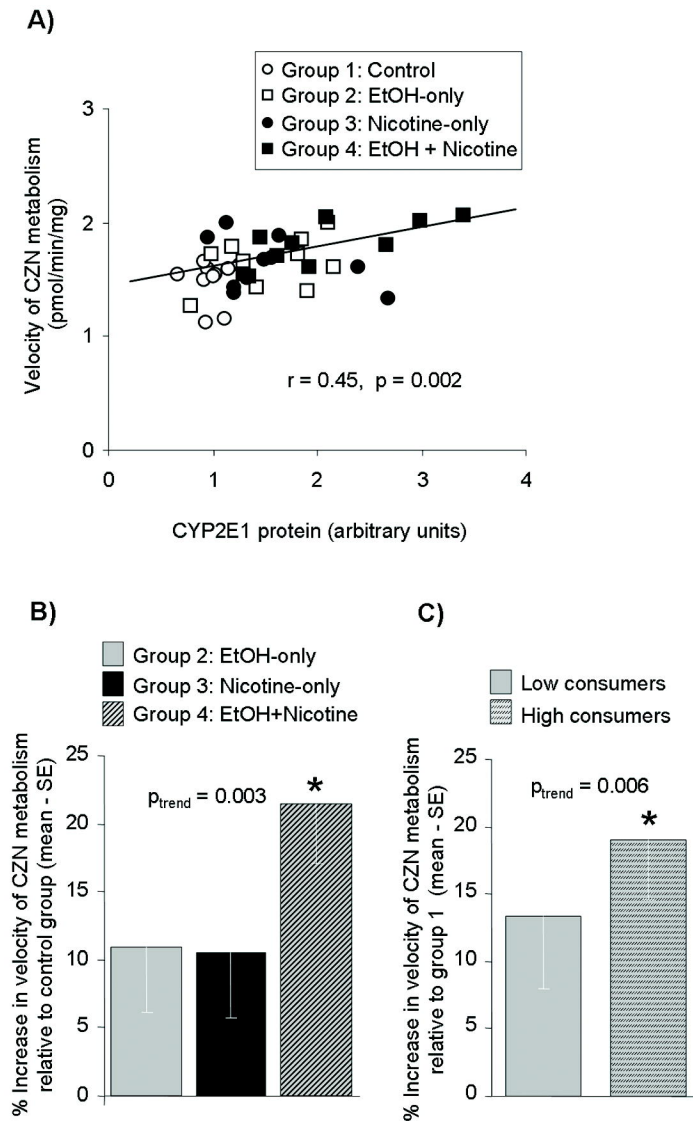 A)
Group 1: Control
Group 2: EtOH-only
Group 3: Nicotine-only
Group 4: EtOH + Nicotine
Velocity of CZN metabolism
(pmol/min/mg)
3
2
1
0
r = 0.45, p = 0.002
0 1 2 3 4
CYP2E1 protein (arbitrary units)
B)
Group 2: EtOH-only
Group 3: Nicotine-only
Group 4: EtOH+Nicotine
% Increase in velocity of CZN metabolism
relative to control group (mean - SE)
25
20
15
10
5
0
ptrend = 0.003
*
C)
Low consumers
High consumers
% Increase in velocity of CZN metabolism
relative to group 1 (mean - SE)
25
20
15
10
5
0
ptrend = 0.006
*